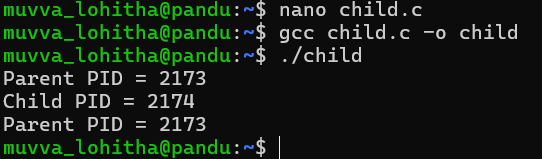 muvva_lohitha@pandu:~$ nano child.c
muvva_lohitha@pandu:~$ gcc child.c -o child
muvva_lohitha@pandu:~$ ./child
Parent PID = 2173
Child PID = 2174
Parent PID = 2173
muvva_lohitha@pandu:~$